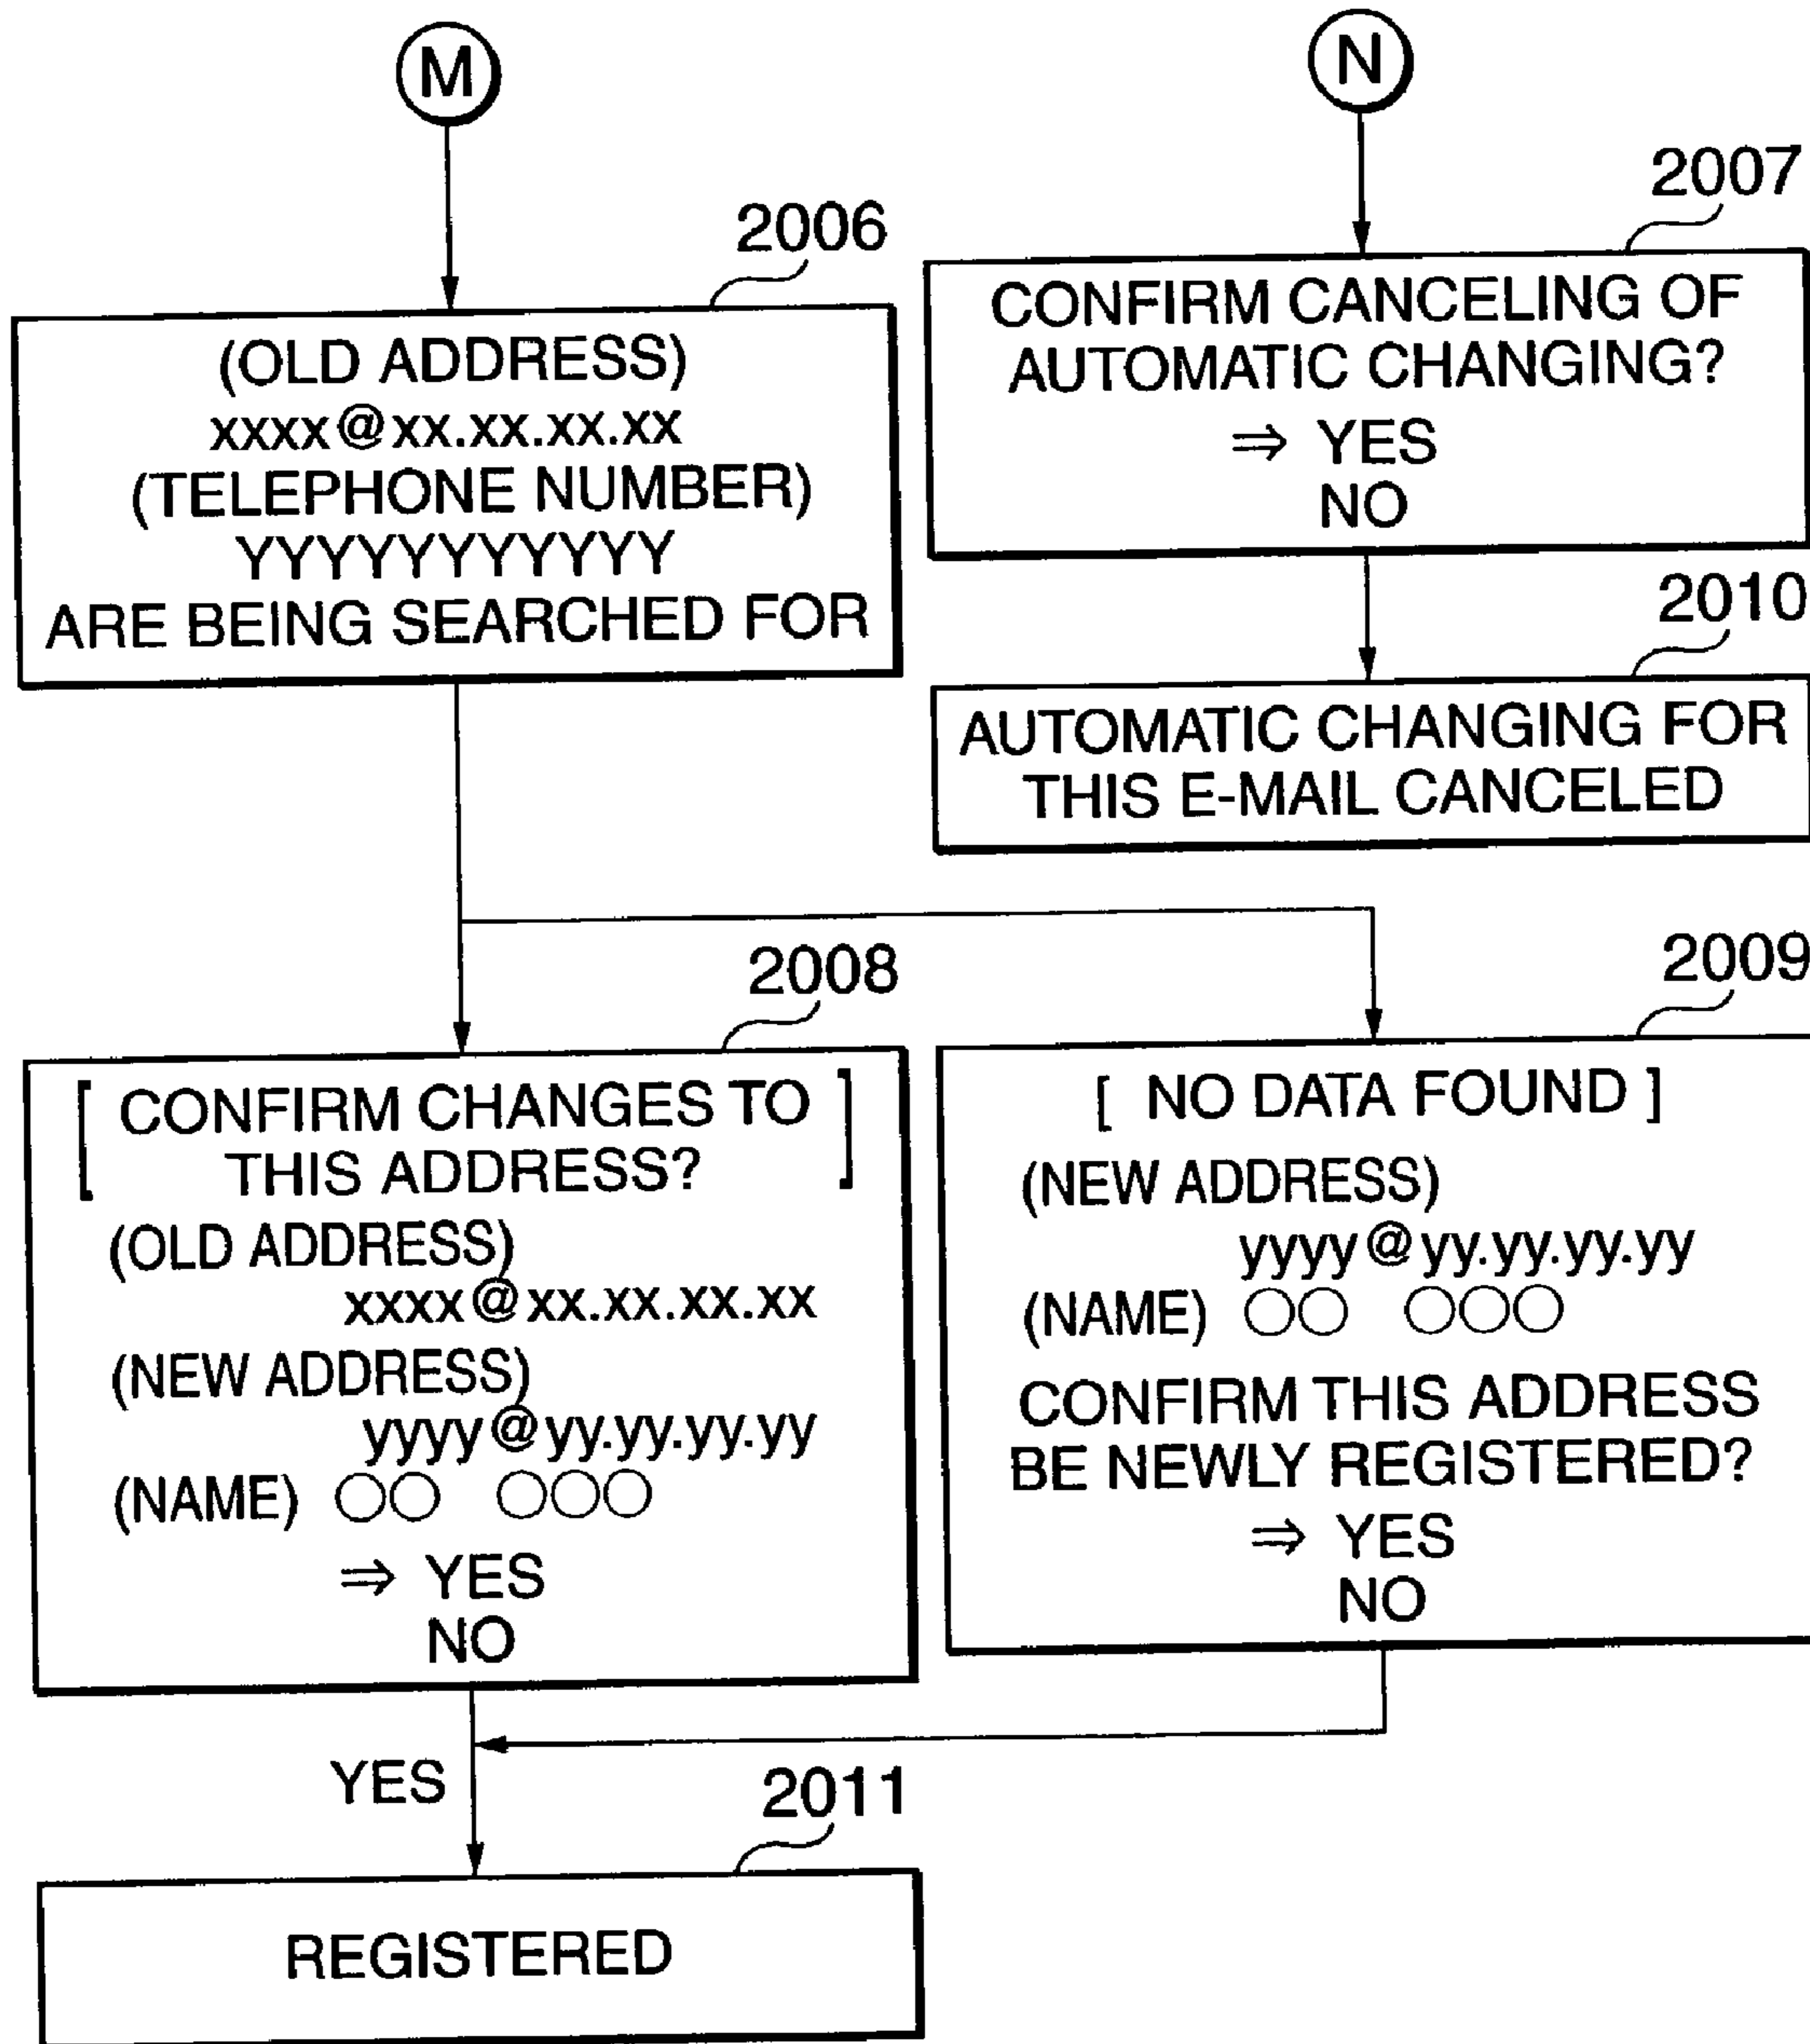 M
N
2006
(OLD ADDRESS)
xxxx@xx.xx.xx.xx
(TELEPHONE NUMBER)
YYYYYYYYYYY
ARE BEING SEARCHED FOR
2007
CONFIRM CANCELING OF
AUTOMATIC CHANGING?
⇒ YES
NO
2010
AUTOMATIC CHANGING FOR
THIS E-MAIL CANCELED
2008
[ CONFIRM CHANGES TO
THIS ADDRESS? ]
(OLD ADDRESS)
xxxx@xx.xx.xx.xx
(NEW ADDRESS)
yyyy@yy.yy.yy.yy
(NAME) ○○ ○○○
⇒ YES
NO
2009
[ NO DATA FOUND ]
(NEW ADDRESS)
yyyy@yy.yy.yy.yy
(NAME) ○○ ○○○
CONFIRM THIS ADDRESS
BE NEWLY REGISTERED?
⇒ YES
NO
YES
2011
REGISTERED